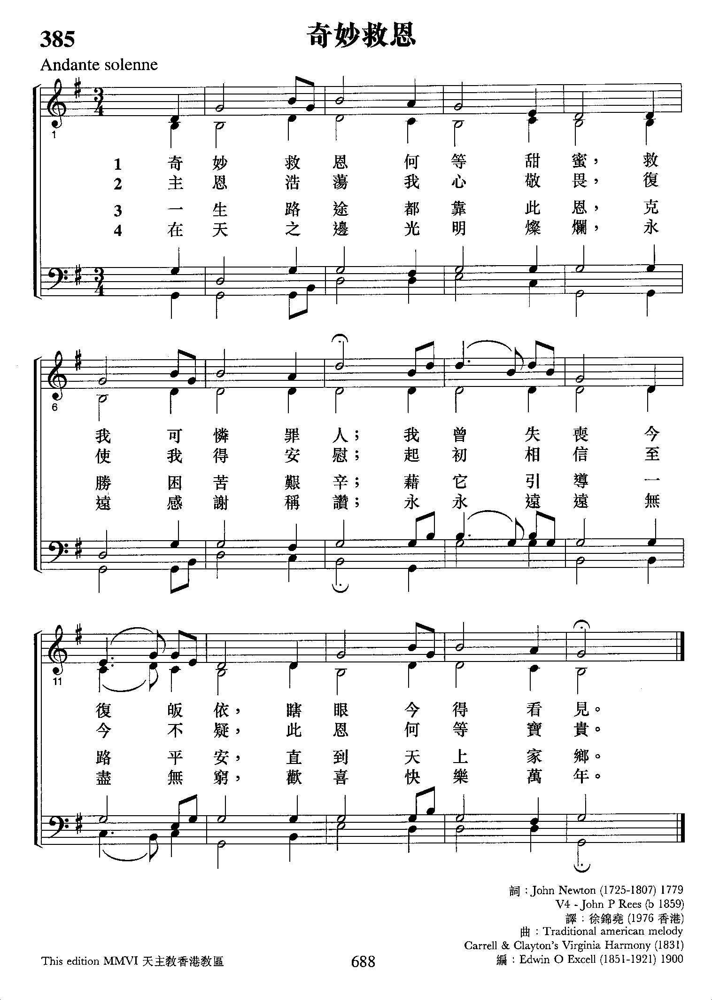 385
奇妙救恩
Andante solenne
3
4
1
1 奇 妙 救 恩 何 等 甜 蜜， 救
2 主 恩 浩 蕩 我 心 敬 畏， 復
3 一 生 路 途 都 靠 此 恩， 克
4 在 天 之 邊 光 明 燦 爛， 永
3
4
6
我 可 憐 罪 人； 我 曾 失 喪 今
使 我 得 安 慰； 起 初 相 信 至
勝 困 苦 艱 辛； 藉 它 引 導 一
遠 感 謝 稱 讚； 永 永 遠 遠 無
11
復 皈 依， 瞎 眼 今 得 看 見。
今 不 疑， 此 恩 何 等 寶 貴。
路 平 安， 直 到 天 上 家 鄉。
盡 無 窮， 歡 喜 快 樂 萬 年。
詞：John Newton (1725-1807) 1779
V4 - John P Rees (b 1859)
譯：徐錦堯 (1976 香港)
曲：Traditional american melody
Carrell & Clayton's Virginia Harmony (1831)
編：Edwin O Excell (1851-1921) 1900
This edition MMVI 天主教香港教區
688